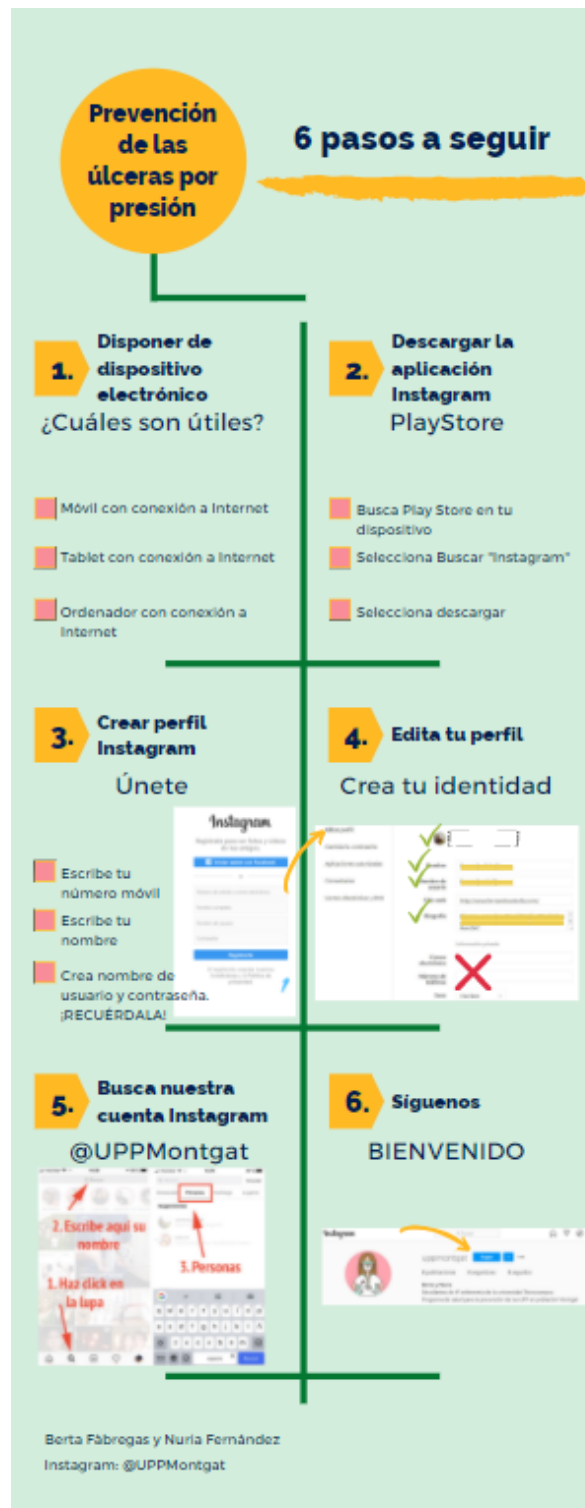 Prevención
de las
úlceras por
presión
6 pasos a seguir
1.
Disponer de
dispositivo
electrónico
¿Cuáles son útiles?
Móvil con conexión a Internet
Tablet con conexión a Internet
Ordenador con conexión a
Internet
2.
Descargar la
aplicación
Instagram
PlayStore
Busca Play Store en tu
dispositivo
Selecciona Buscar "Instagram"
Selecciona descargar
3.
Crear perfil
Instagram
Únete
Instagram
Escribe tu
número móvil
Escribe tu
nombre
Crea nombre de
usuario y contraseña.
¡RECUÉRDALA!
4.
Edita tu perfil
Crea tu identidad
5.
Busca nuestra
cuenta Instagram
@UPPMontgat
2. Escribe aquí su
nombre
1. Haz click en
la lupa
Personas
3. Personas
6.
Síguenos
BIENVENIDO
Instagram
uppmontgat
Berta Fàbregas y Nuria Fernández
Instagram: @UPPMontgat